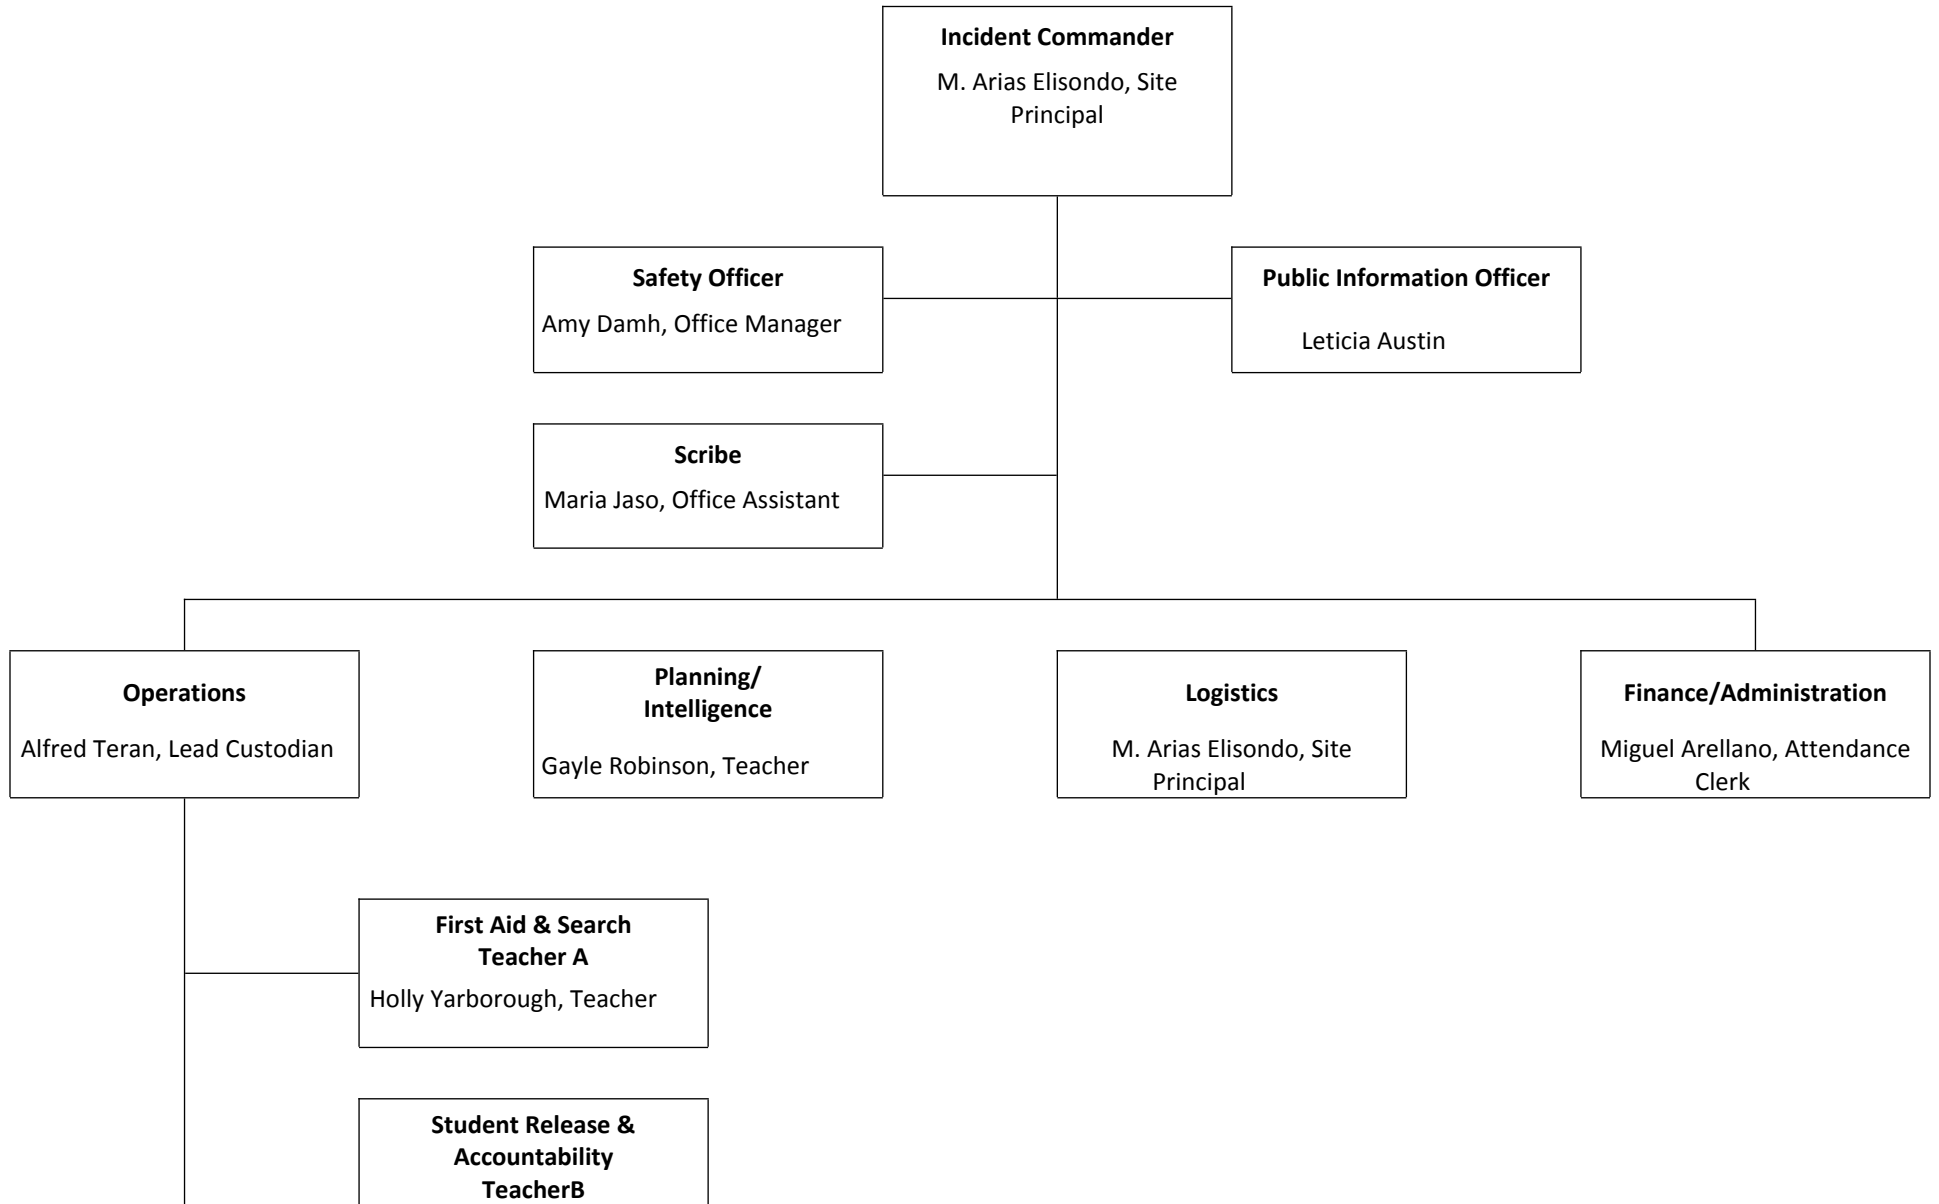 Incident Commander
M. Arias Elisondo, Site
Principal
Safety Officer
Amy Damh, Office Manager
Public Information Officer
Leticia Austin
Scribe
Maria Jaso, Office Assistant
Operations
Alfred Teran, Lead Custodian
Planning/
Intelligence
Gayle Robinson, Teacher
Logistics
M. Arias Elisondo, Site
Principal
Finance/Administration
Miguel Arellano, Attendance
Clerk
First Aid & Search
Teacher A
Holly Yarborough, Teacher
Student Release &
Accountability
TeacherB